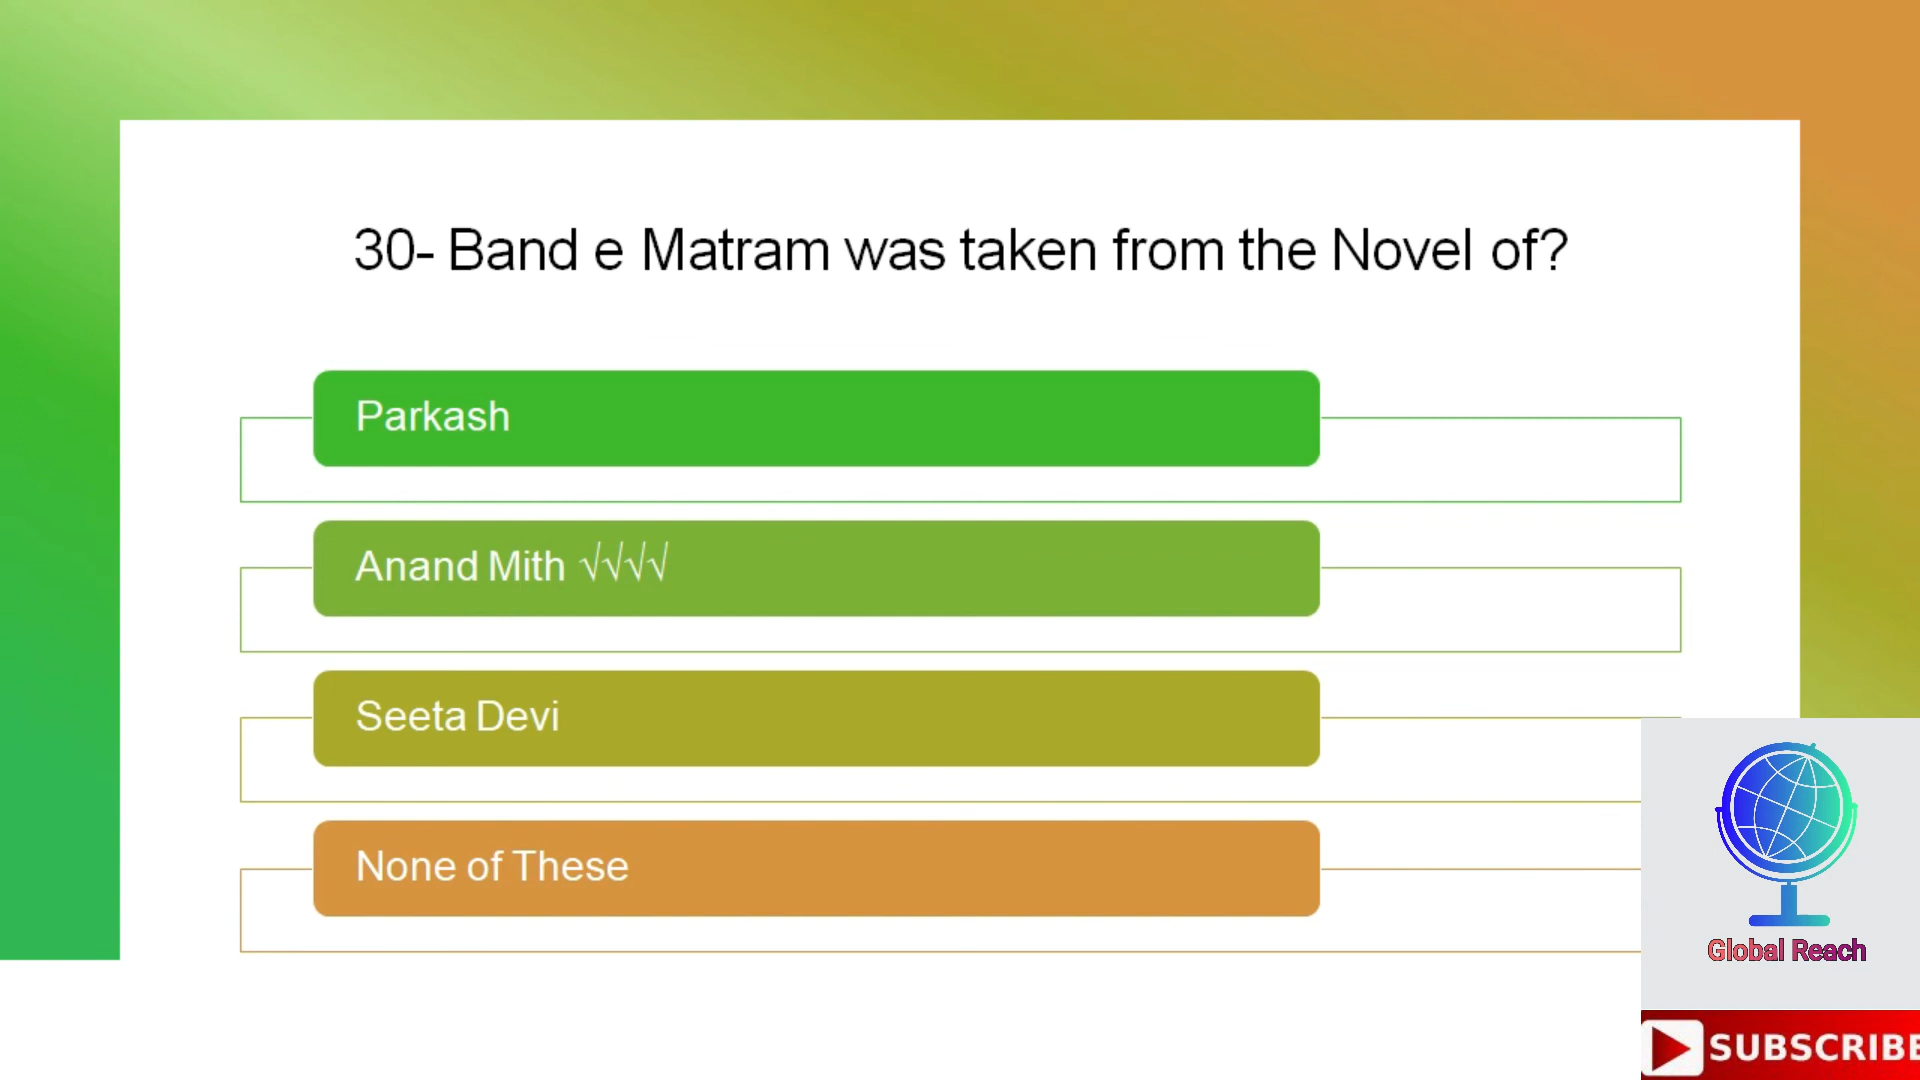 30- Band e Matram was taken from the Novel of?
Parkash
Anand Mith √√√√
Seeta Devi
None of These
Global Reach
SUBSCRIBE